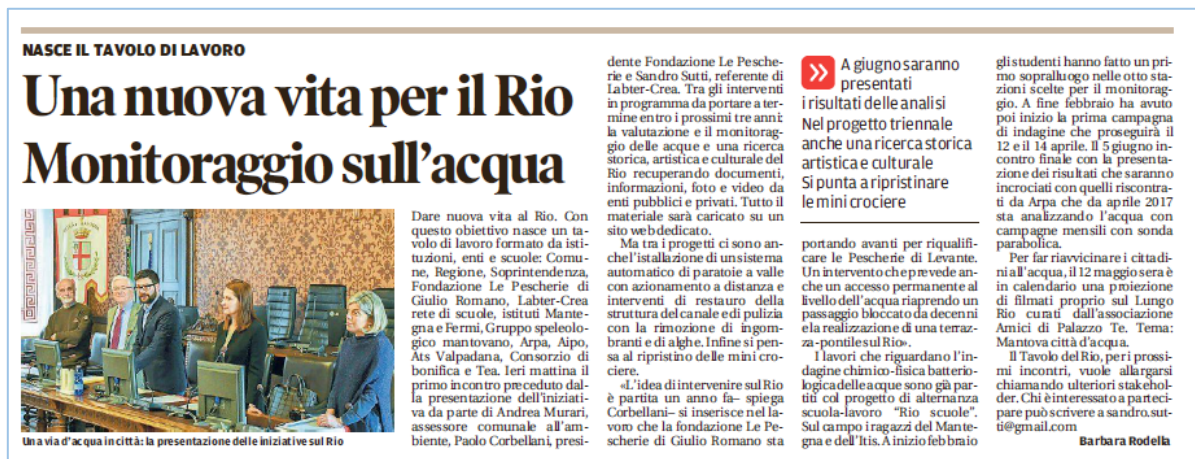 NASCE IL TAVOLO DI LAVORO
Una nuova vita per il Rio
Monitoraggio sull'acqua
Una via d'acqua in città: la presentazione delle iniziative sul Rio
Dare nuova vita al Rio. Con
questo obiettivo nasce un ta-
volo di lavoro formato da isti-
tuzioni, enti e scuole: Comu-
ne, Regione, Soprintendenza,
Fondazione Le Pescherie di
Giulio Romano, Labter-Crea
rete di scuole, istituti Mante-
gna e Fermi, Gruppo speleolo-
gico mantovano, Arpa, Aipo,
Ats Valpadana, Consorzio di
bonifica e Tea. Ieri mattina il
primo incontro preceduto dal-
la presentazione dell'iniziati-
va da parte di Andrea Murari,
assessore comunale all'am-
biente, Paolo Corbellani, presi-
dente Fondazione Le Pesche-
rie e Sandro Sutti, referente di
Labter-Crea. Tra gli interventi
in programma da portare a ter-
mine entro i prossimi tre anni:
la valutazione e il monitorag-
gio delle acque e una ricerca
storica, artistica e culturale del
Rio recuperando documenti,
informazioni, foto e video da
enti pubblici e privati. Tutto il
materiale sarà caricato su un
sito web dedicato.
Ma tra i progetti ci sono an-
che l'istallazione di un sistema
automatico di paratoie a valle
con azionamento a distanza e
interventi di restauro della
struttura del canale e di pulizia
con la rimozione di ingom-
branti e di alghe. Infine si pen-
sa al ripristino delle mini cro-
ciere.
«L'idea di intervenire sul Rio
è partita un anno fa– spiega
Corbellani– si inserisce nel la-
voro che la fondazione Le Pe-
scherie di Giulio Romano sta
A giugno saranno
presentati
i risultati delle analisi
Nel progetto triennale
anche una ricerca storica
artistica e culturale
Si punta a ripristinare
le mini crociere
portando avanti per riqualifi-
care le Pescherie di Levante.
Un intervento che prevede an-
che un accesso permanente al
livello dell'acqua riaprendo un
passaggio bloccato da decenni
e la realizzazione di una terraz-
za-pontile sul Rio».
I lavori che riguardano l'in-
dagine chimico-fisica batterio-
logica delle acque sono già par-
titi col progetto di alternanza
scuola-lavoro “Rio scuole”.
Sul campo i ragazzi del Mante-
gna e dell'Itis. A inizio febbraio
gli studenti hanno fatto un pri-
mo sopralluogo nelle otto sta-
zioni scelte per il monitorag-
gio. A fine febbraio ha avuto
poi inizio la prima campagna
di indagine che proseguirà il
12 e il 14 aprile. Il 5 giugno in-
contro finale con la presenta-
zione dei risultati che saranno
incrociati con quelli riscontra-
ti da Arpa che da aprile 2017
sta analizzando l'acqua con
campagne mensili con sonda
parabolica.
Per far riavvicinare i cittadi-
ni all'acqua, il 12 maggio sera è
in calendario una proiezione
di filmati proprio sul Lungo
Rio curati dall'associazione
Amici di Palazzo Te. Tema:
Mantova città d'acqua.
Il Tavolo del Rio, per i prossi-
mi incontri, vuole allargarsi
chiamando ulteriori stakehol-
der. Chi è interessato a parteci-
pare può scrivere a sandro.sut-
ti@gmail.com
Barbara Rodella